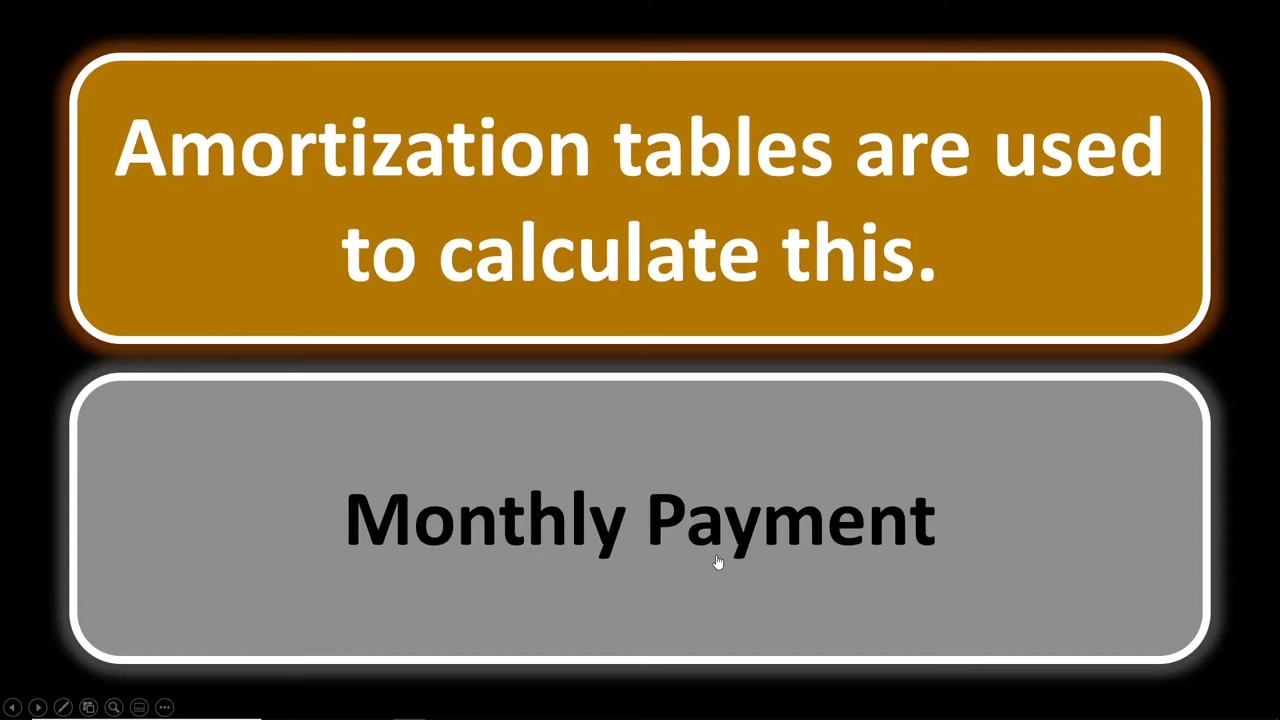 Amortization tables are used
to calculate this.
Monthly Payment